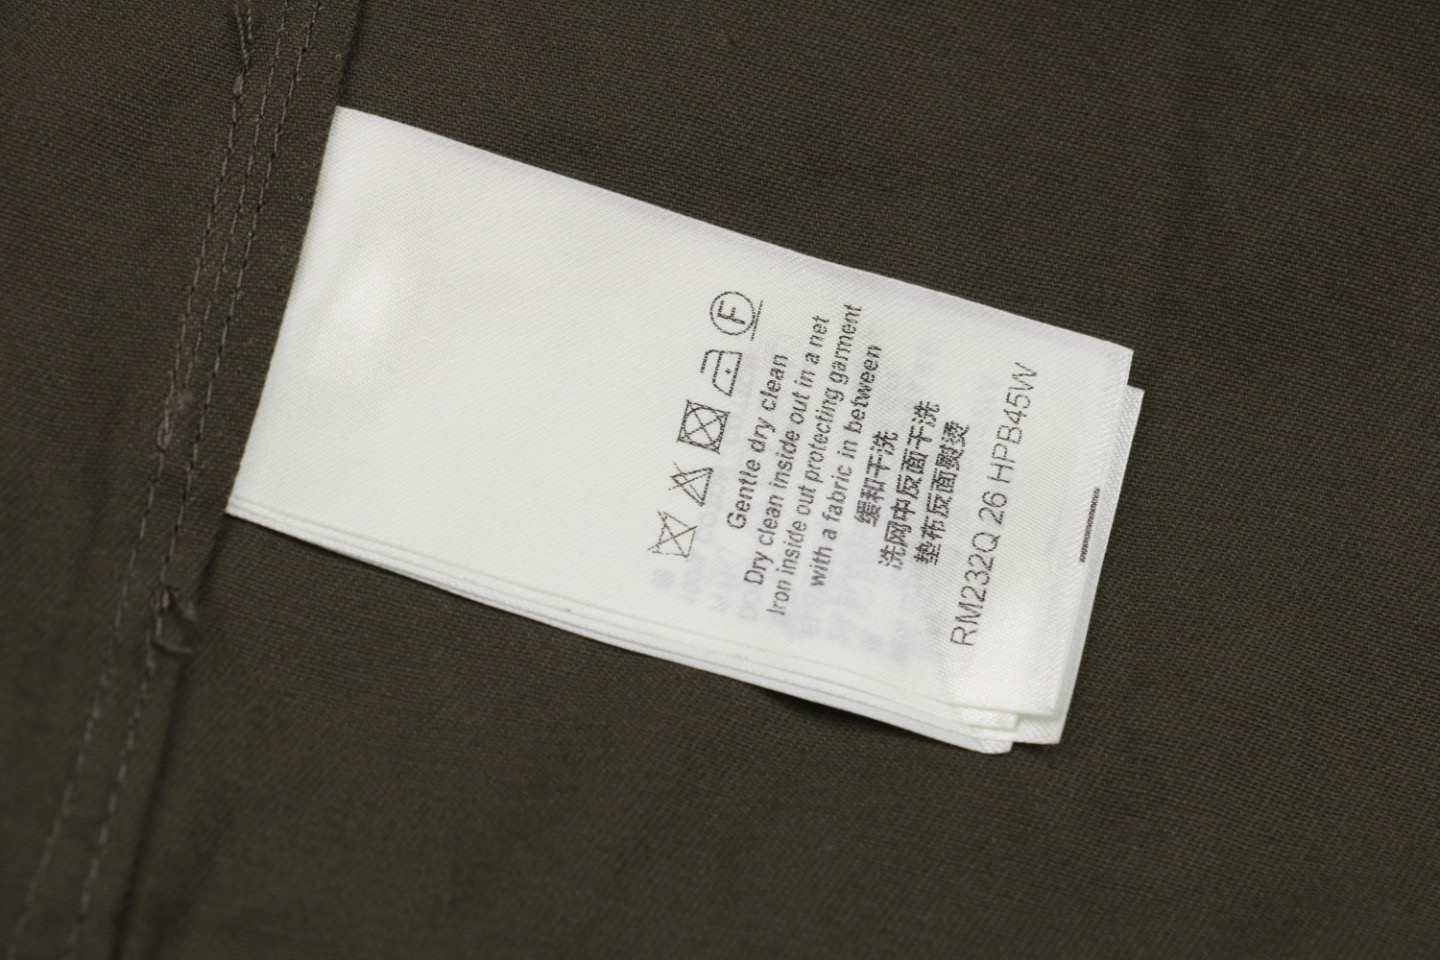 F
Gentle dry clean
Dry clean inside out in a net
Iron inside out protecting garment
with a fabric in between
缓和干洗
洗网中反面干洗
垫布反面熨烫
RM232Q 26 HPB45W